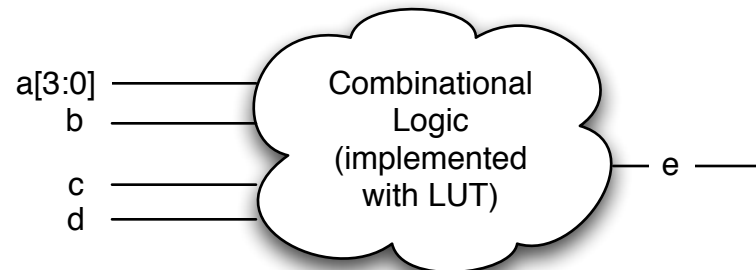 a[3:0]
b
c
d
Combinational
Logic
(implemented
with LUT)
e